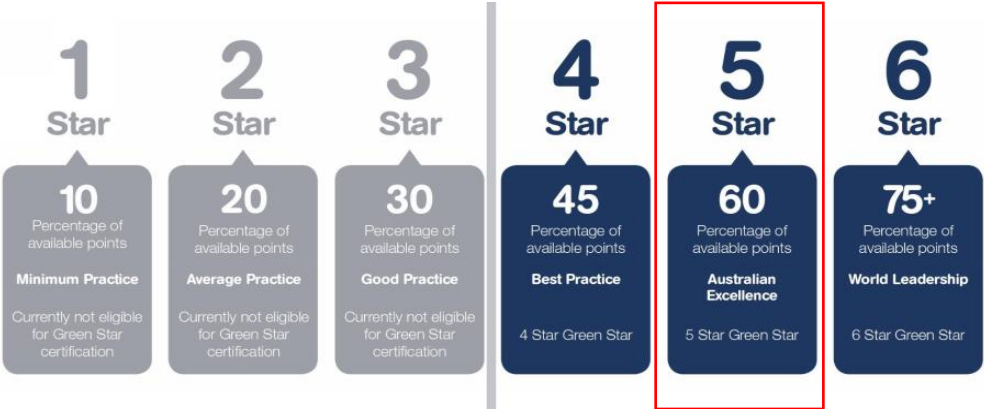 1
Star
10
Percentage of
available points
Minimum Practice
Currently not eligible
for Green Star
certification
2
Star
20
Percentage of
available points
Average Practice
Currently not eligible
for Green Star
certification
3
Star
30
Percentage of
available points
Good Practice
Currently not eligible
for Green Star
certification
4
Star
45
Percentage of
available points
Best Practice
4 Star Green Star
5
Star
60
Percentage of
available points
Australian
Excellence
5 Star Green Star
6
Star
75+
Percentage of
available points
World Leadership
6 Star Green Star